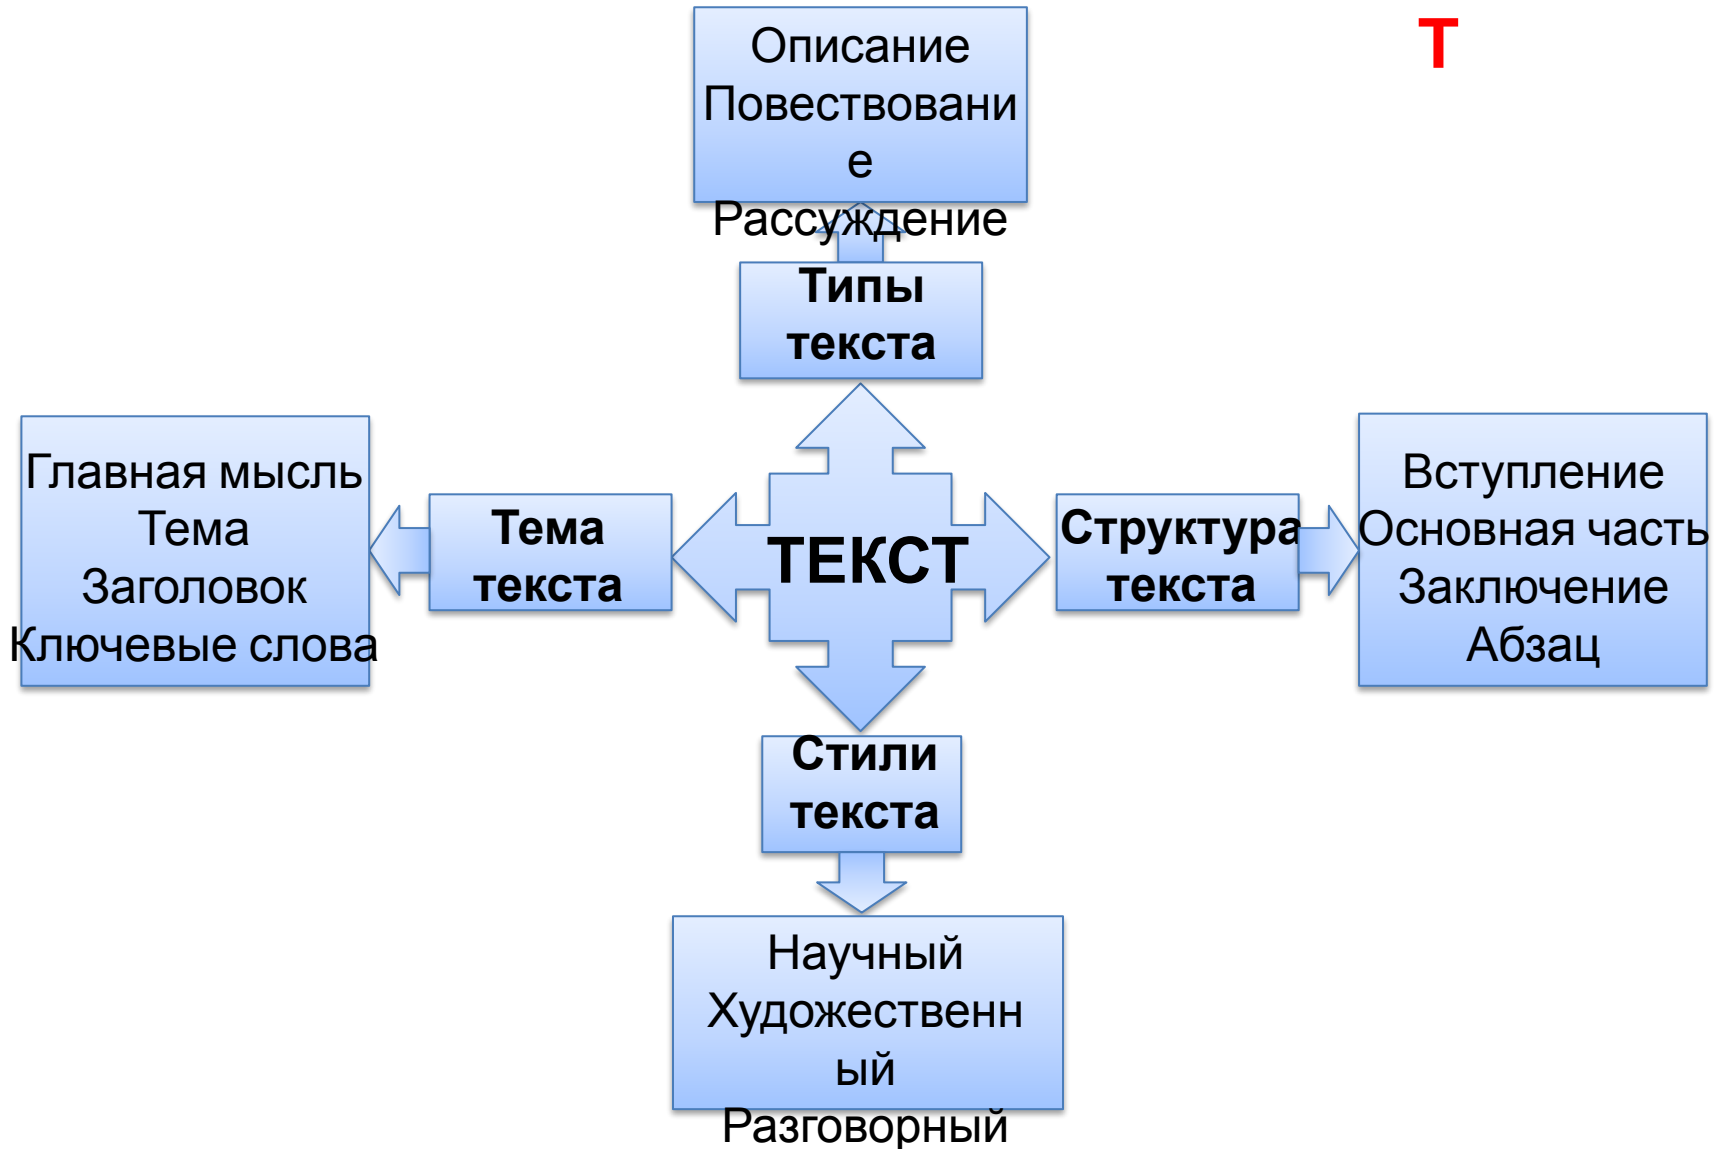 Т
Описание
Повествовани
е
Рассуждение
Типы
текста
Главная мысль
Тема
Заголовок
Ключевые слова
Тема
текста
ТЕКСТ
Структура
текста
Вступление
Основная часть
Заключение
Абзац
Стили
текста
Научный
Художественн
ый
Разговорный